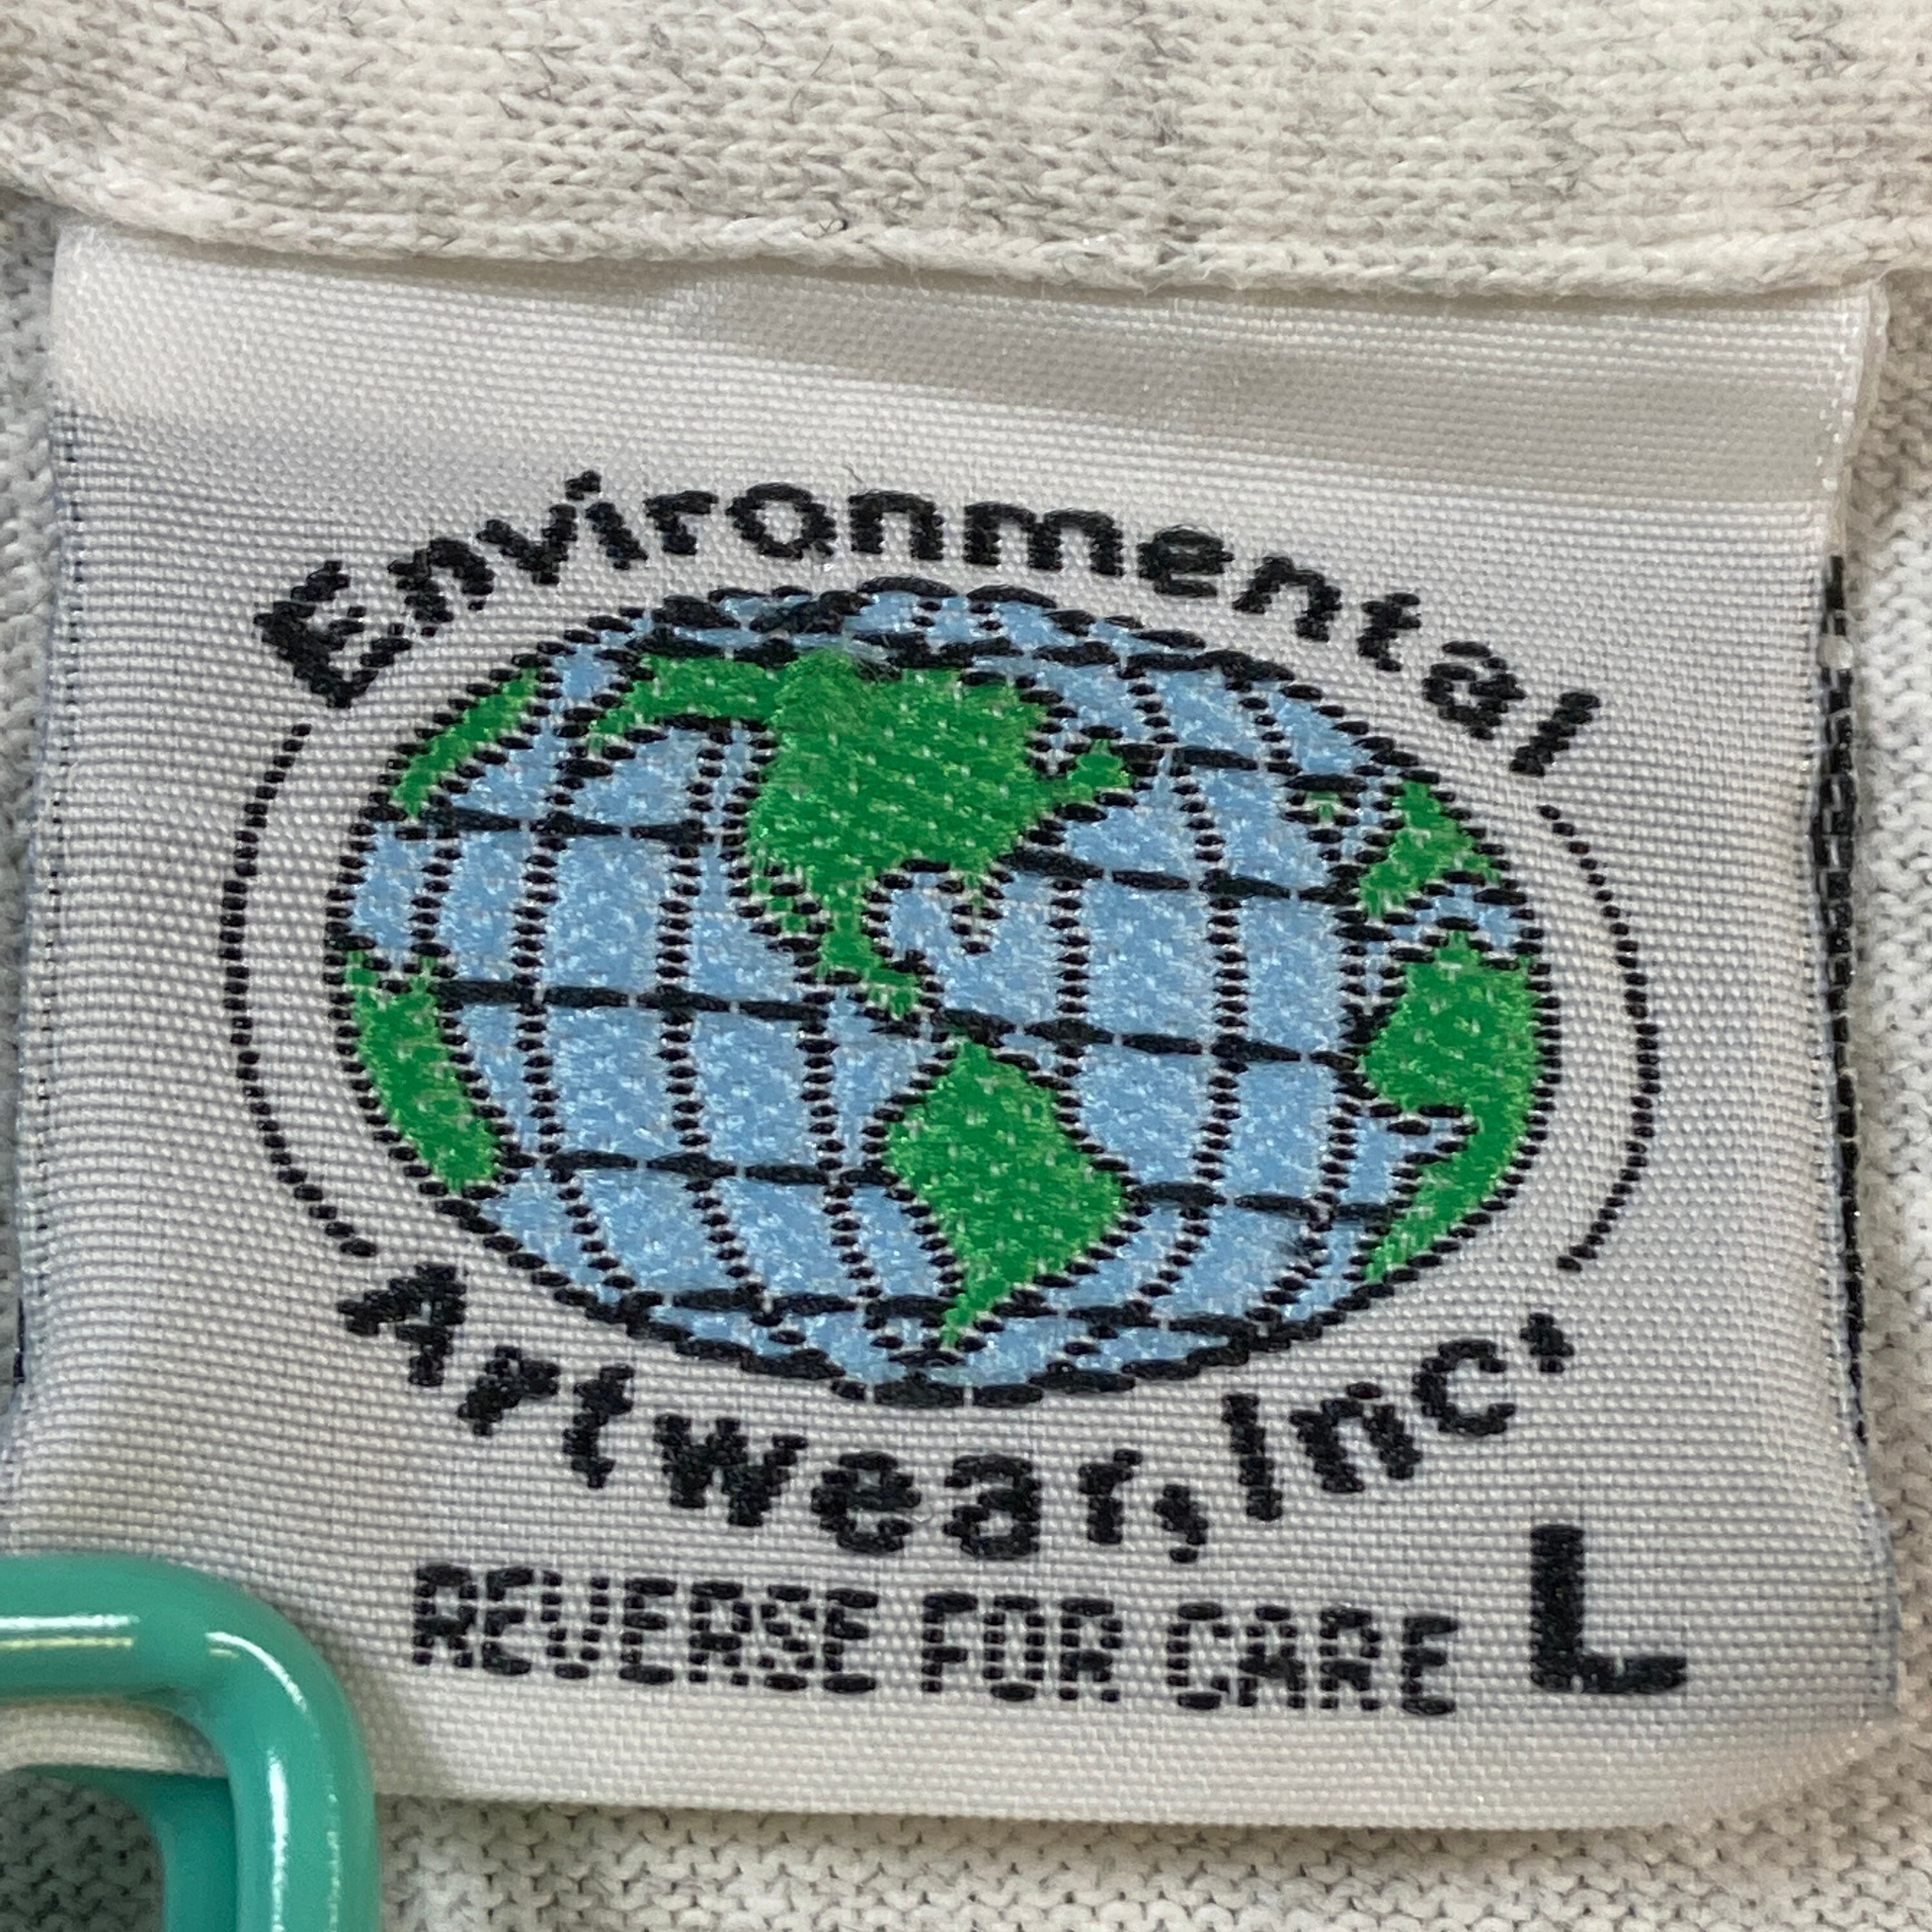 Environmental
Artwear, Inc.
REVERSE FOR CARE
L